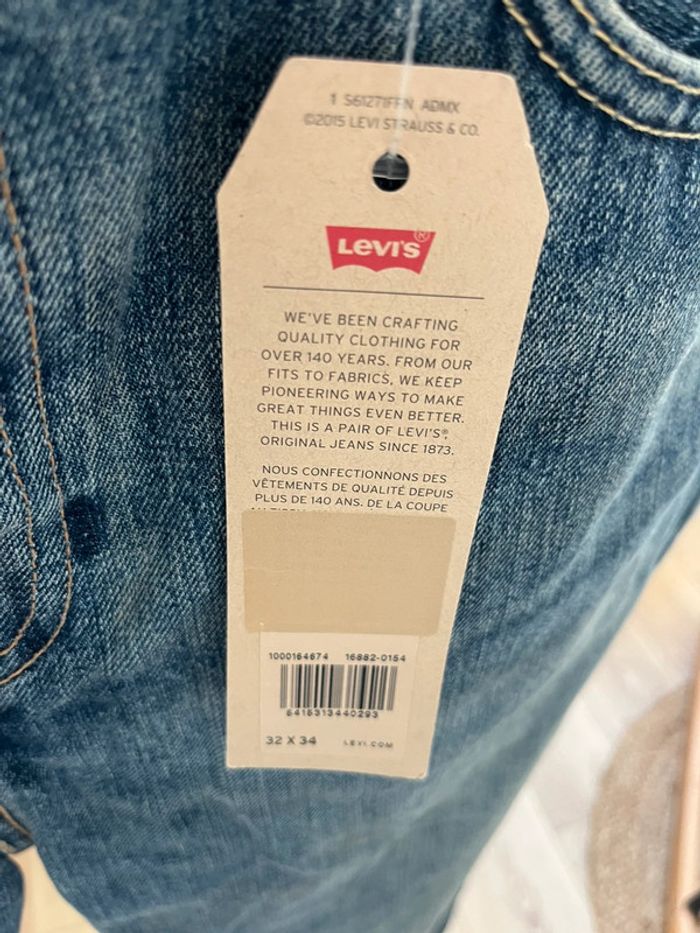 1 S61271FFN ADMX
©2015 LEVI STRAUSS & CO.
LEVI'S®
WE'VE BEEN CRAFTING
QUALITY CLOTHING FOR
OVER 140 YEARS. FROM OUR
FITS TO FABRICS, WE KEEP
PIONEERING WAYS TO MAKE
GREAT THINGS EVEN BETTER.
THIS IS A PAIR OF LEVI'S®,
ORIGINAL JEANS SINCE 1873.
NOUS CONFECTIONNONS DES
VÊTEMENTS DE QUALITÉ DEPUIS
PLUS DE 140 ANS. DE LA COUPE
1000164674 16882-0154
5415313440293
32 X 34 LEVI.COM